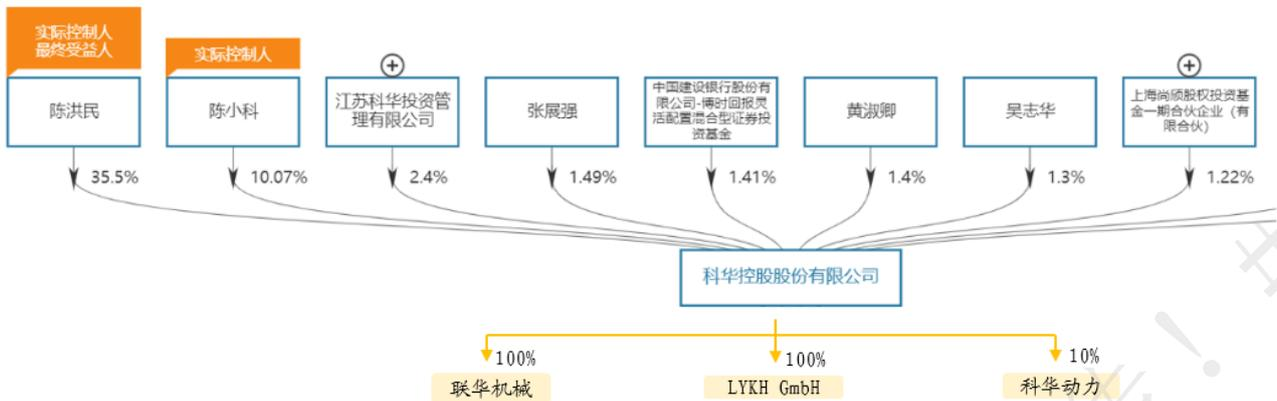 实际控制人
最终受益人
实际控制人
陈洪民
陈小科
江苏科华投资管
理有限公司
张展强
中国建设银行股份有
限公司-博时回报灵
活配置混合型证券投
资基金
黄淑卿
吴志华
上海尚颀股权投资基
金一期合伙企业（有
限合伙）
35.5%
10.07%
2.4%
1.49%
1.41%
1.4%
1.3%
1.22%
科华控股股份有限公司
100%
100%
10%
联华机械
LYKH GmbH
科华动力